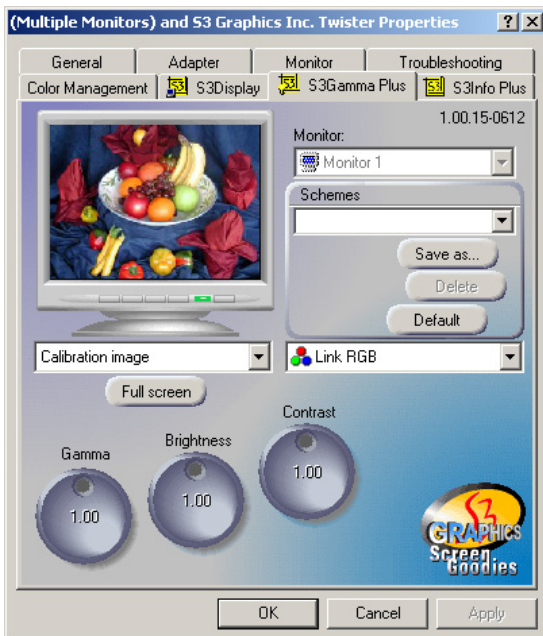 (Multiple Monitors) and S3 Graphics Inc. Twister Properties
General Adapter Monitor Troubleshooting
Color Management S3Display S3Gamma Plus S3Info Plus
1.00.15-0612
Monitor:
Monitor 1
Schemes
Save as...
Delete
Default
Calibration image
Link RGB
Full screen
Gamma
1.00
Brightness
1.00
Contrast
1.00
S3
GRAPHICS
Screen
Goodies
OK Cancel Apply